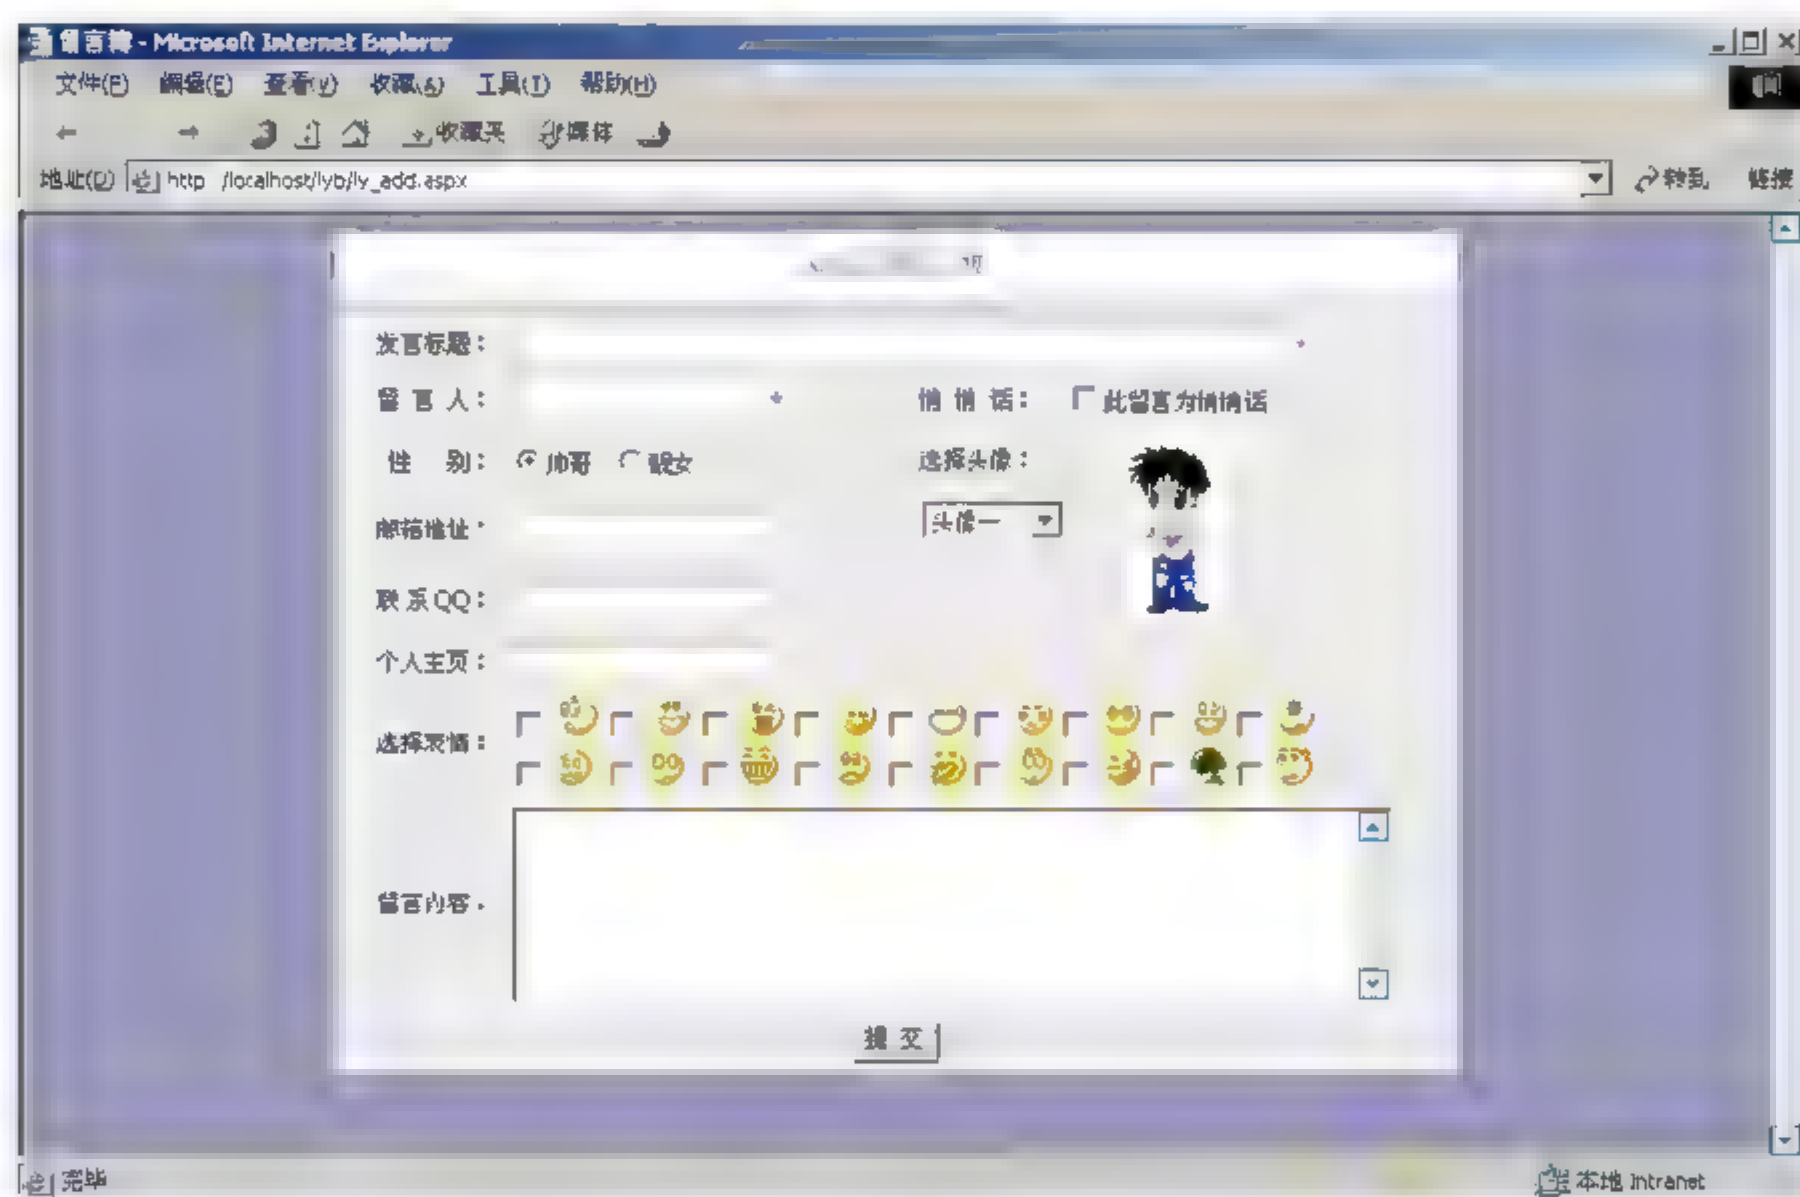 留言簿 - Microsoft Internet Explorer
文件(F) 编辑(E) 查看(V) 收藏(A) 工具(T) 帮助(H)
收藏夹 媒体
地址(D) http //localhost/lyb/ly_add.aspx 转到 链接
发言标题：
*
留 言 人： * 悄 悄 话： 此留言为悄悄话
性 别： 帅哥 靓女 选择头像：
邮箱地址： 头像一
联 系 QQ：
个人主页：
选择表情：
留言内容：
提 交
完毕 本地 Intranet